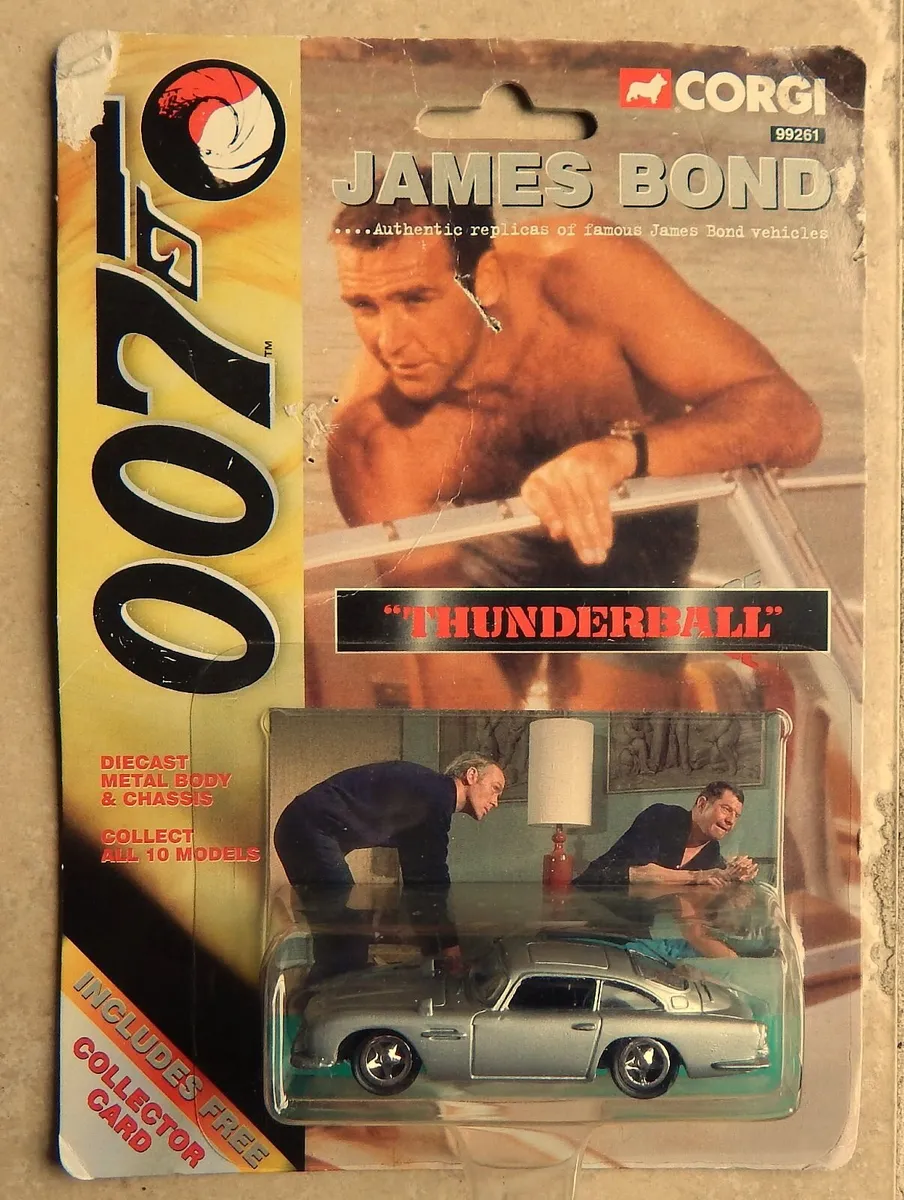 CORGI
99261
JAMES BOND
....Authentic replicas of famous James Bond vehicles
007
TM
"THUNDERBALL"
DIECAST
METAL BODY
& CHASSIS
COLLECT
ALL 10 MODELS
INCLUDES FREE
COLLECTOR
CARD